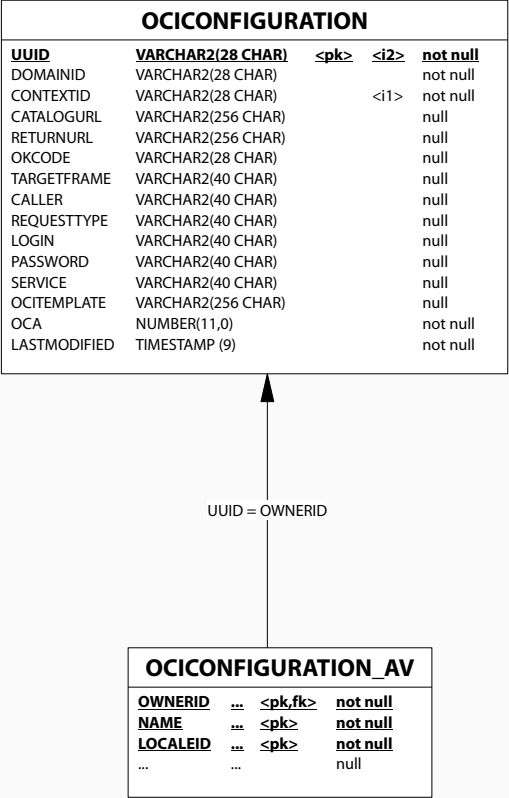 OCICONFIGURATION
UUID VARCHAR2(28 CHAR) <pk> <i2> not null
DOMAINID VARCHAR2(28 CHAR) not null
CONTEXTID VARCHAR2(28 CHAR) <i1> not null
CATALOGURL VARCHAR2(256 CHAR) null
RETURNURL VARCHAR2(256 CHAR) null
OKCODE VARCHAR2(28 CHAR) null
TARGETFRAME VARCHAR2(40 CHAR) null
CALLER VARCHAR2(40 CHAR) null
REQUESTTYPE VARCHAR2(40 CHAR) null
LOGIN VARCHAR2(40 CHAR) null
PASSWORD VARCHAR2(40 CHAR) null
SERVICE VARCHAR2(40 CHAR) null
OCITEMPLATE VARCHAR2(256 CHAR) null
OCA NUMBER(11,0) not null
LASTMODIFIED TIMESTAMP (9) not null
UUID = OWNERID
OCICONFIGURATION_AV
OWNERID ... <pk,fk> not null
NAME ... <pk> not null
LOCALEID ... <pk> not null
... ... null